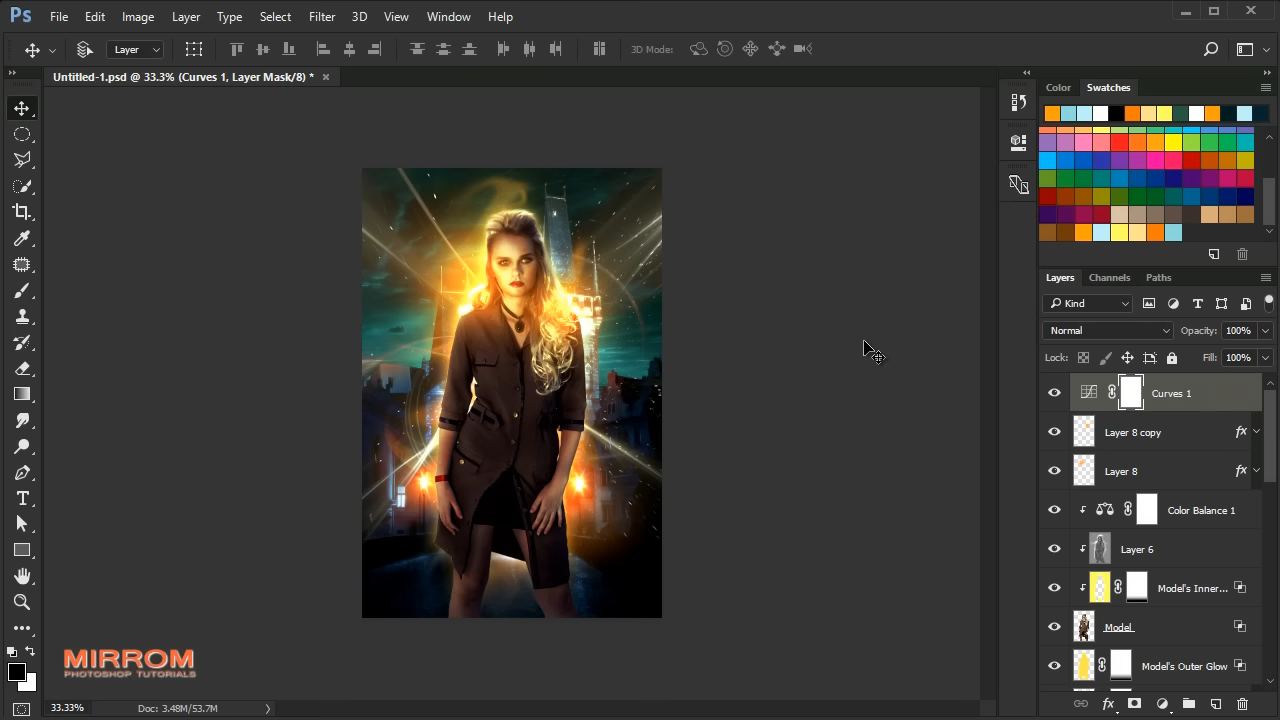 Ps File Edit Image Layer Type Select Filter 3D View Window Help
Layer 3D Mode:
Untitled-1.psd @ 33.3% (Curves 1, Layer Mask/8) *
Color Swatches
Layers Channels Paths
Kind
Normal Opacity: 100%
Lock: Fill: 100%
Curves 1
Layer 8 copy fx
Layer 8 fx
Color Balance 1
Layer 6
Model's Inner...
Model
Model's Outer Glow
fx
MIRROM
PHOTOSHOP TUTORIALS
33.33% Doc: 3.48M/53.7M